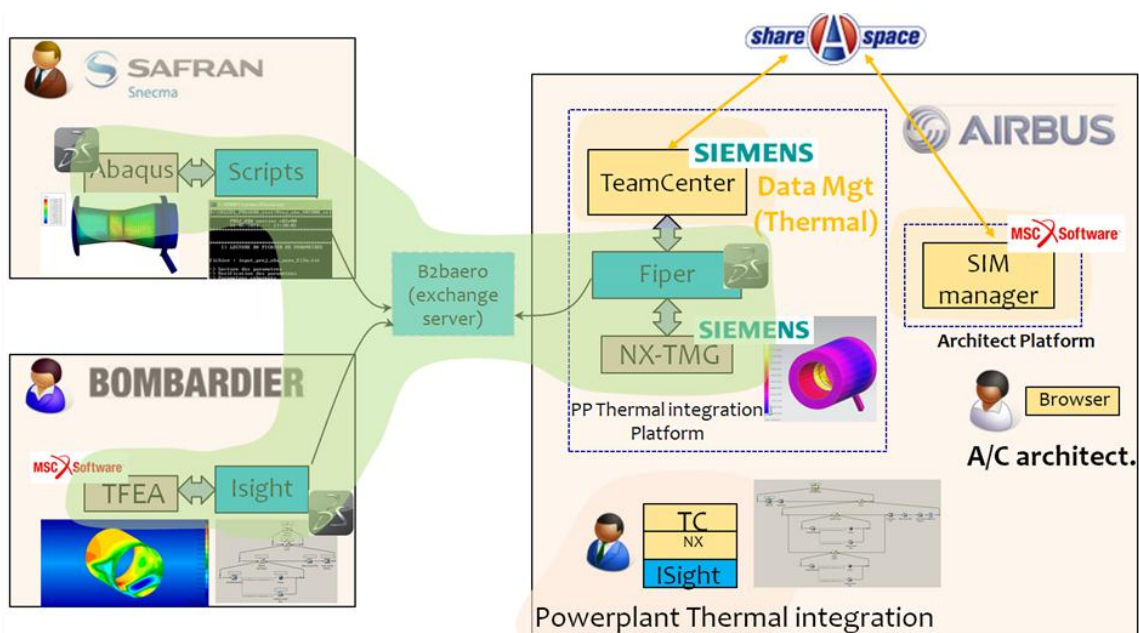 share A space
SAFRAN
Snecma
AIRBUS
Abaqus
Scripts
SIEMENS
TeamCenter
Data Mgt
(Thermal)
MSC Software
SIM
manager
Architect Platform
B2baero
(exchange
server)
Fiper
SIEMENS
NX-TMG
PP Thermal integration
Platform
Browser
A/C architect.
BOMBARDIER
MSC Software
TFEA
Isight
TC
NX
ISight
Powerplant Thermal integration